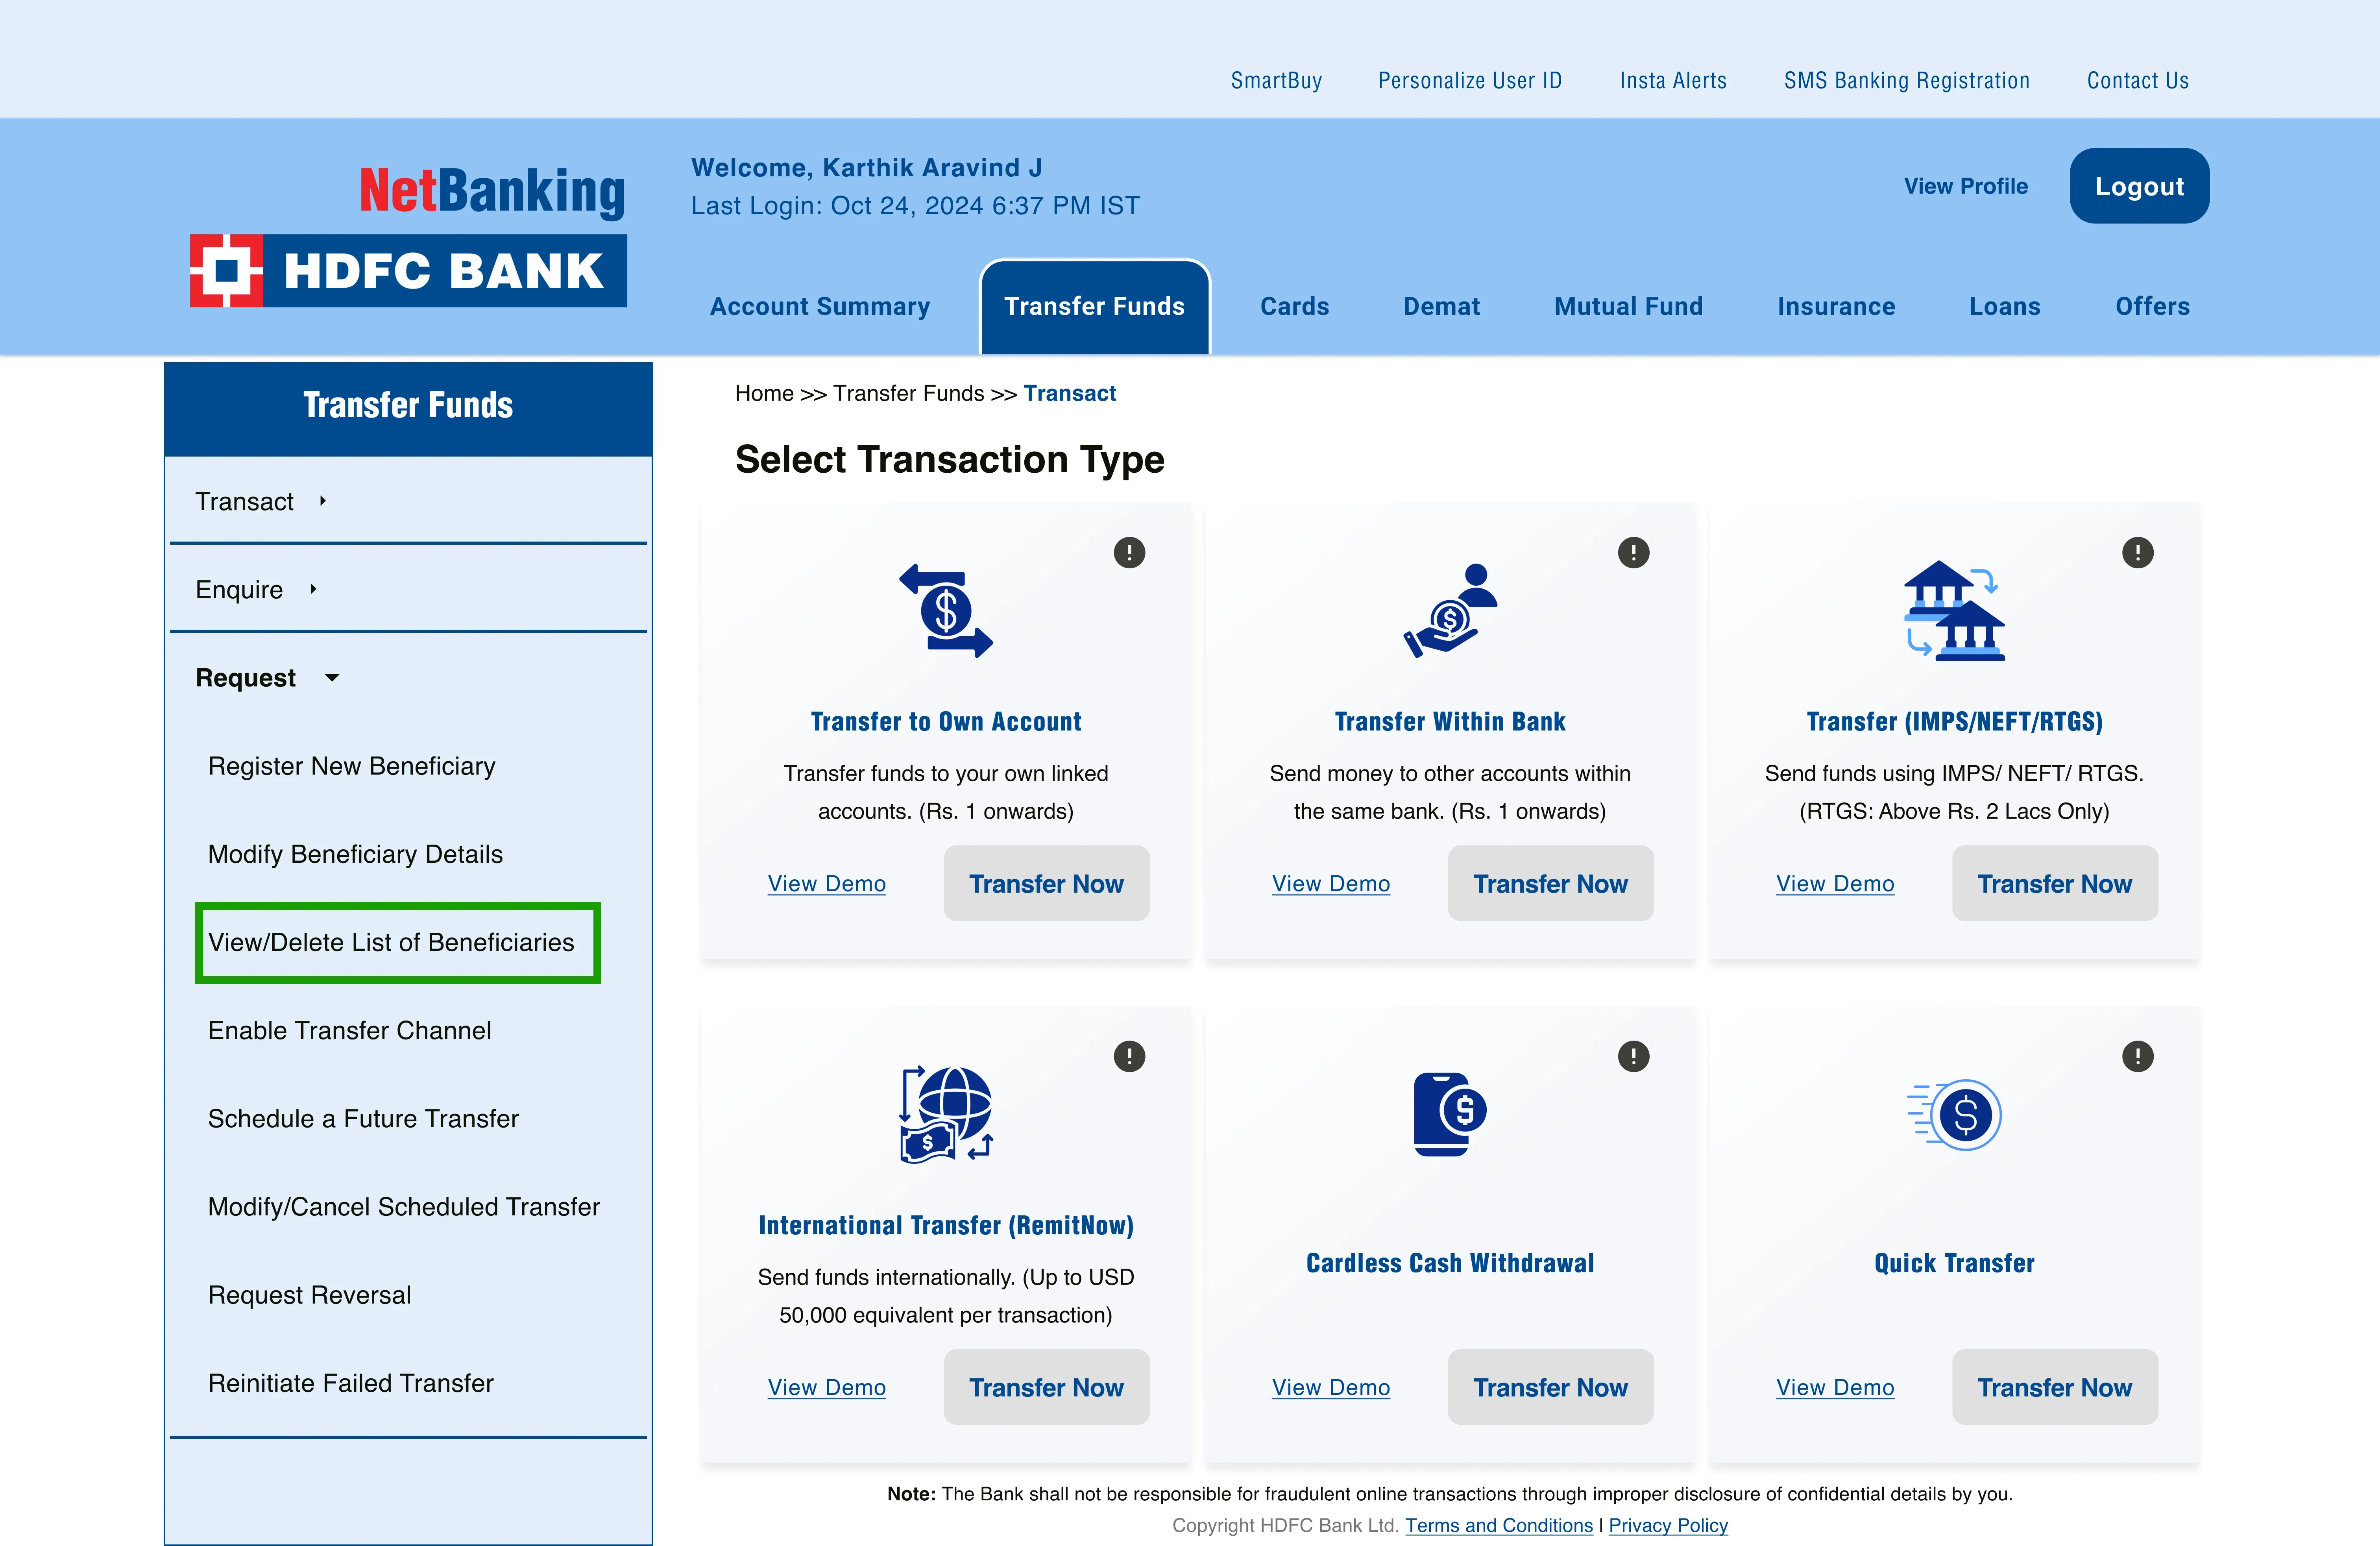 SmartBuy Personalize User ID Insta Alerts SMS Banking Registration Contact Us
NetBanking
HDFC BANK
Welcome, Karthik Aravind J
Last Login: Oct 24, 2024 6:37 PM IST
View Profile Logout
Account Summary Transfer Funds Cards Demat Mutual Fund Insurance Loans Offers
Transfer Funds
Transact
Enquire
Request
Register New Beneficiary
Modify Beneficiary Details
View/Delete List of Beneficiaries
Enable Transfer Channel
Schedule a Future Transfer
Modify/Cancel Scheduled Transfer
Request Reversal
Reinitiate Failed Transfer
Home >> Transfer Funds >> Transact
Select Transaction Type
Transfer to Own Account
Transfer funds to your own linked
accounts. (Rs. 1 onwards)
View Demo Transfer Now
Transfer Within Bank
Send money to other accounts within
the same bank. (Rs. 1 onwards)
View Demo Transfer Now
Transfer (IMPS/NEFT/RTGS)
Send funds using IMPS/ NEFT/ RTGS.
(RTGS: Above Rs. 2 Lacs Only)
View Demo Transfer Now
International Transfer (RemitNow)
Send funds internationally. (Up to USD
50,000 equivalent per transaction)
View Demo Transfer Now
Cardless Cash Withdrawal
View Demo Transfer Now
Quick Transfer
View Demo Transfer Now
Note: The Bank shall not be responsible for fraudulent online transactions through improper disclosure of confidential details by you.
Copyright HDFC Bank Ltd. Terms and Conditions | Privacy Policy